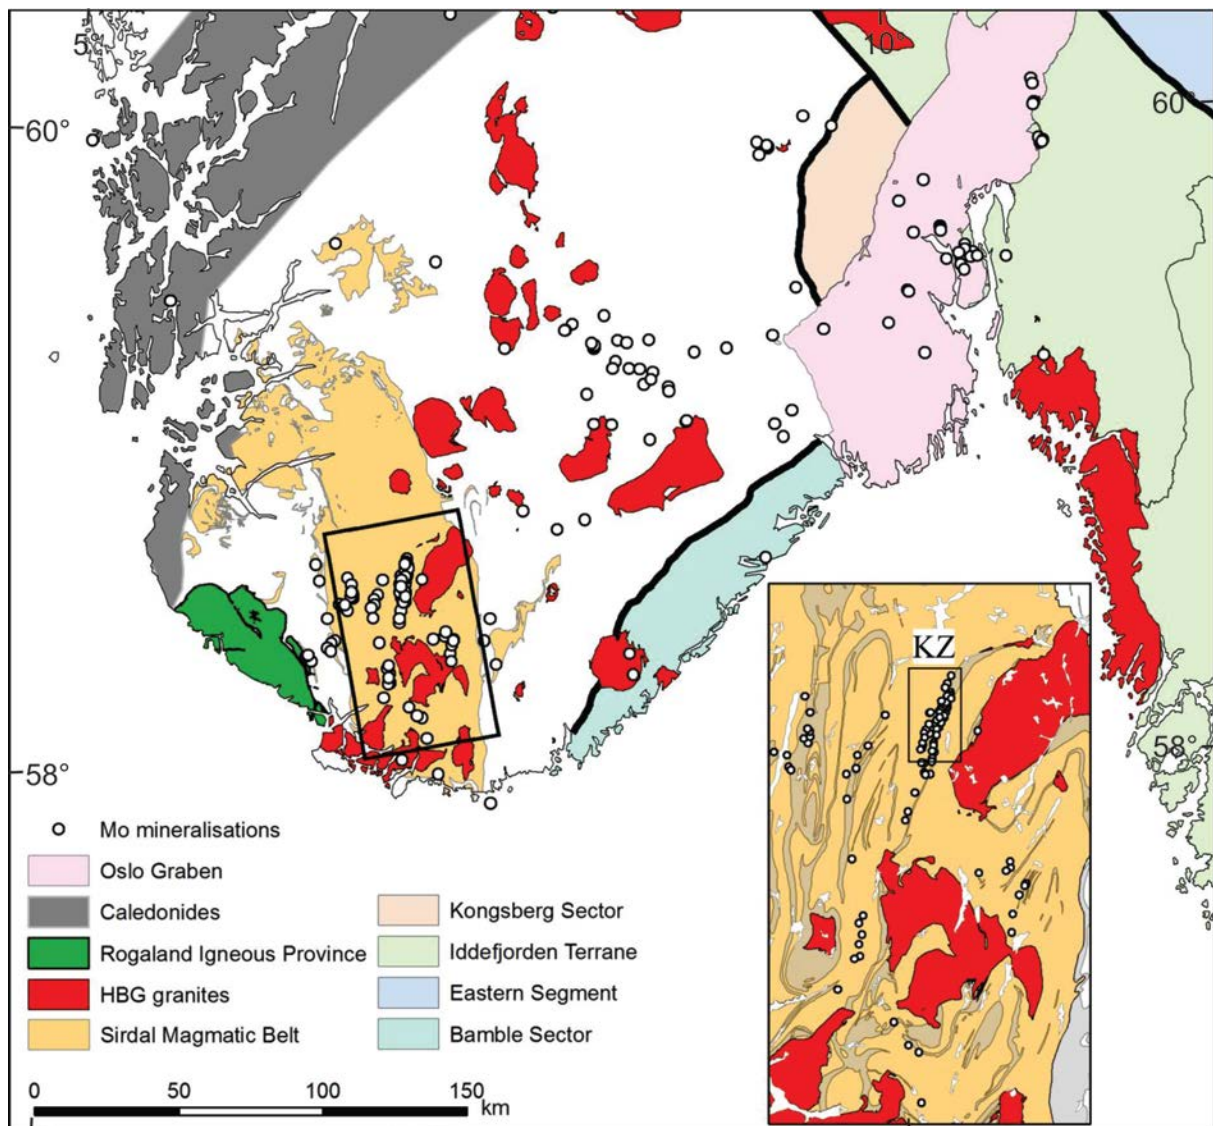 5°
10°
60°
60°
KZ
58°
58°
Mo mineralisations
Oslo Graben
Caledonides
Rogaland Igneous Province
HBG granites
Sirdal Magmatic Belt
Kongsberg Sector
Iddefjorden Terrane
Eastern Segment
Bamble Sector
0 50 100 150
km